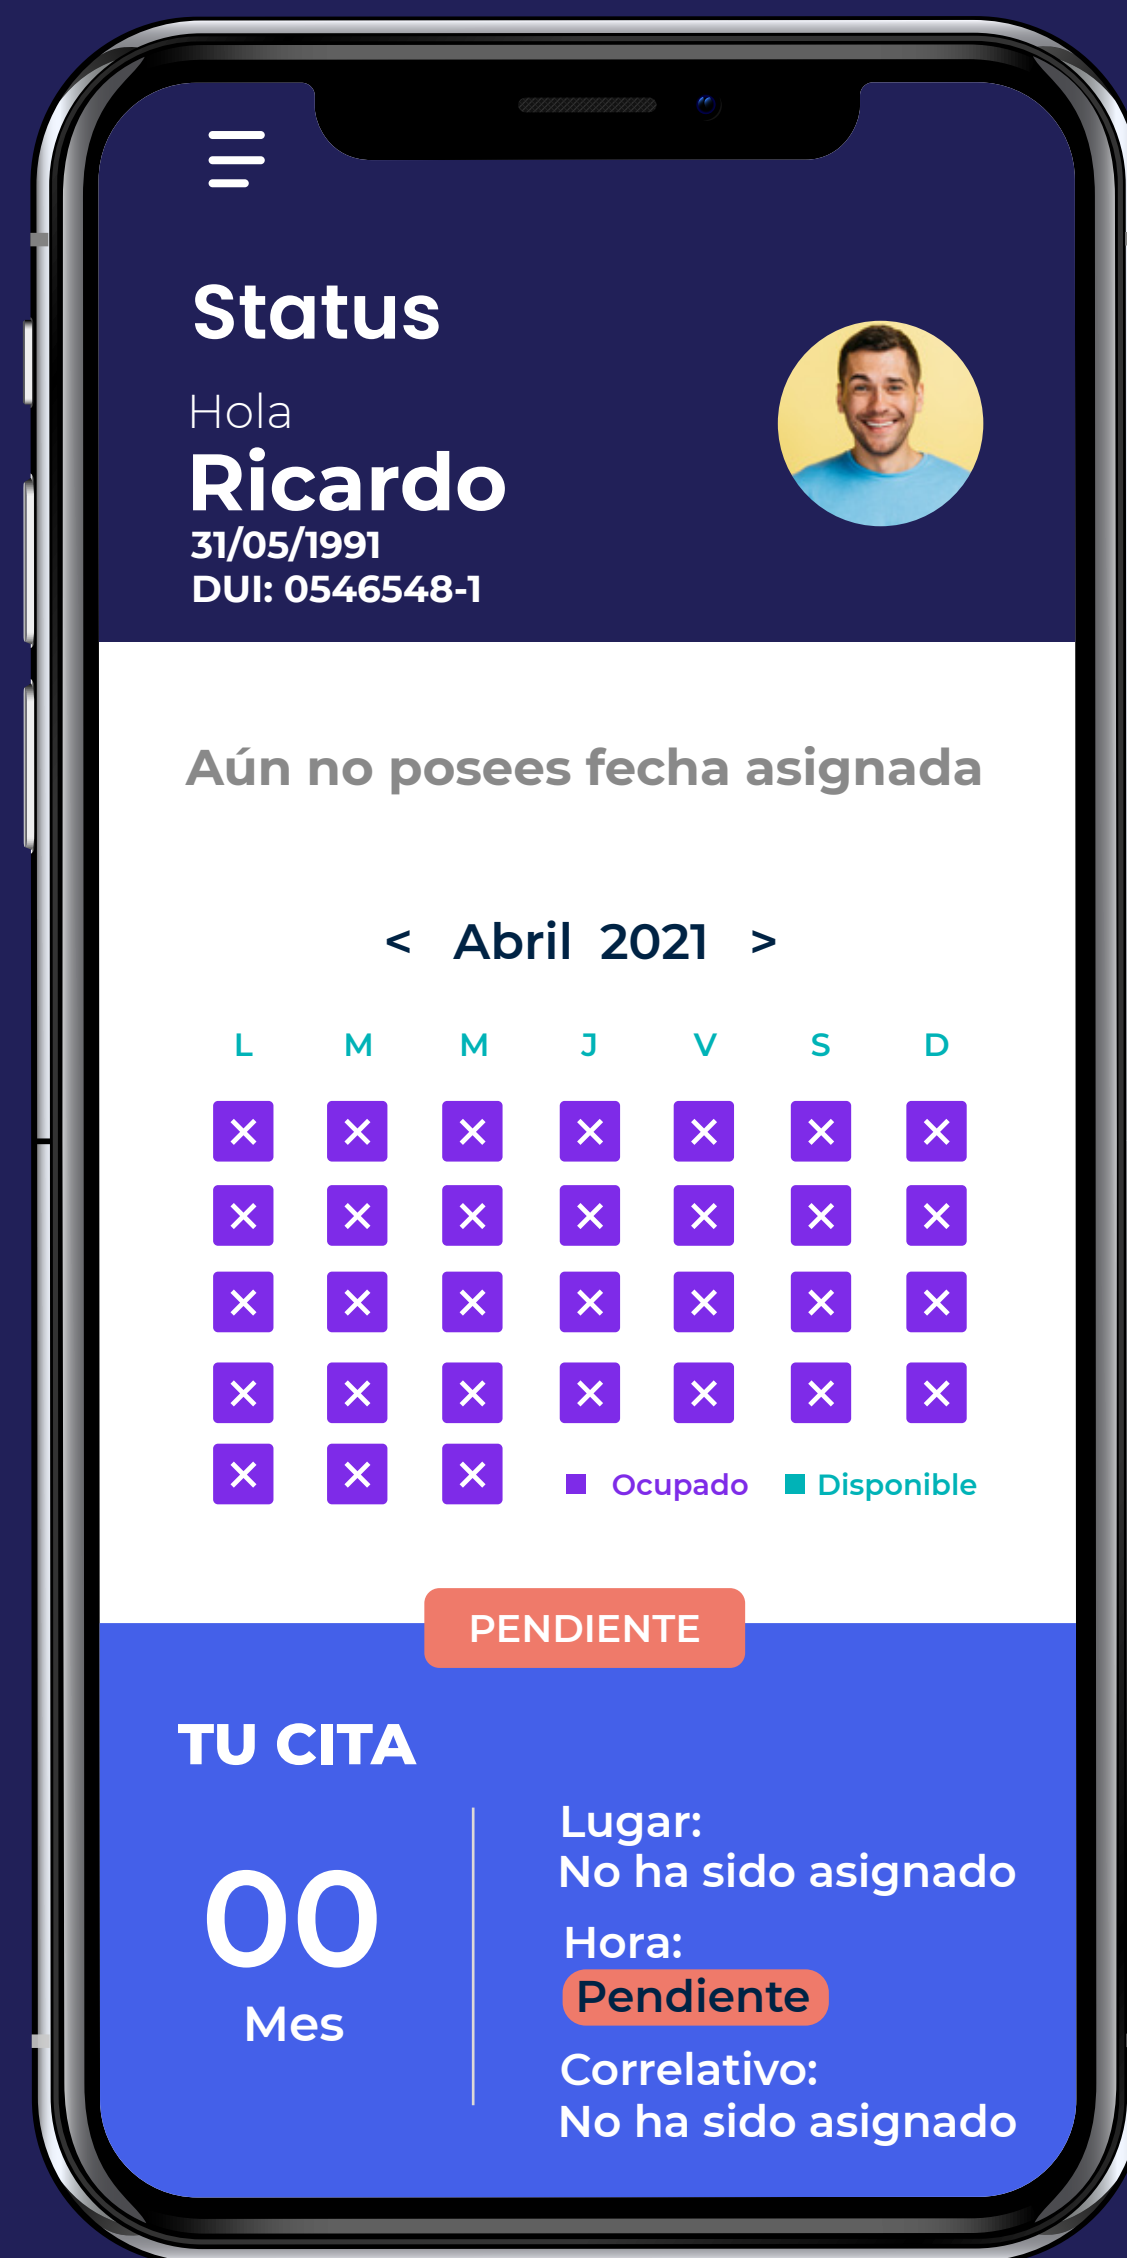 Status
Hola
Ricardo
31/05/1991
DUI: 0546548-1
Aún no posees fecha asignada
< Abril 2021 >
L M M J V S D
Ocupado Disponible
PENDIENTE
TU CITA
00
Mes
Lugar:
No ha sido asignado
Hora:
Pendiente
Correlativo:
No ha sido asignado